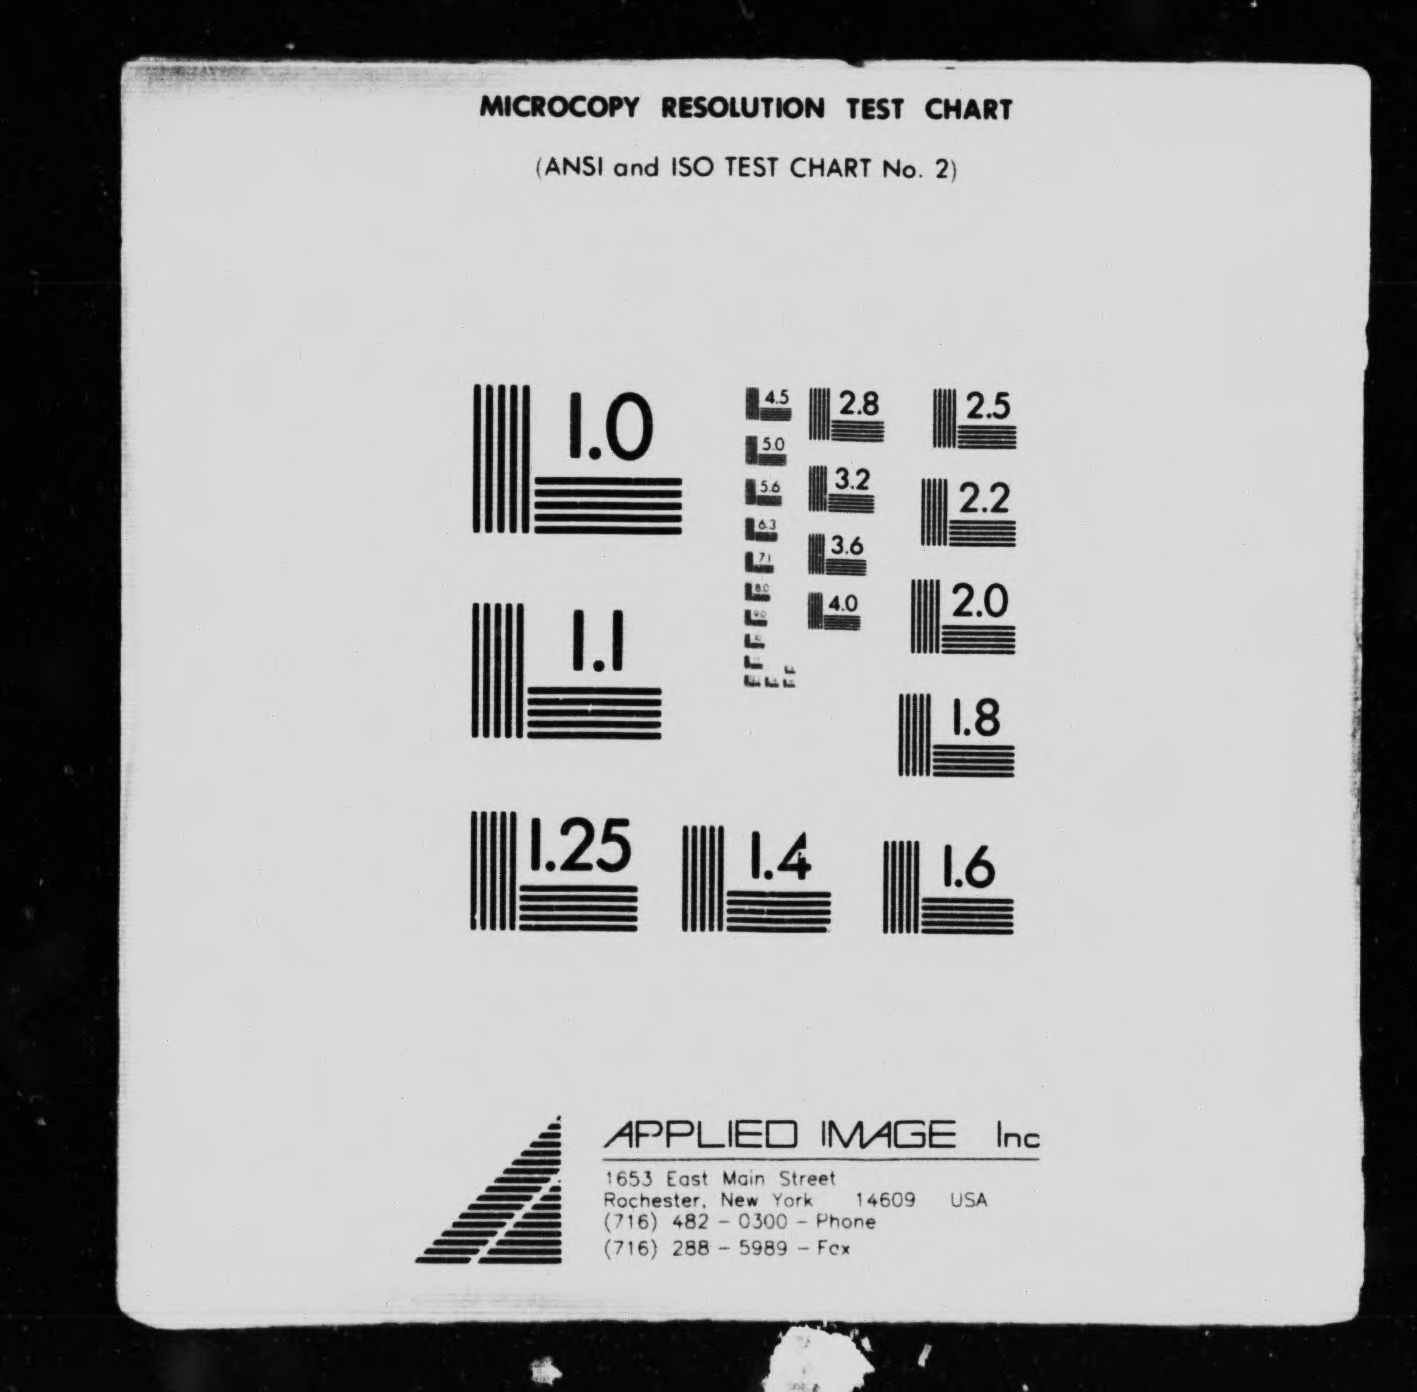 MICROCOPY RESOLUTION TEST CHART
(ANSI and ISO TEST CHART No. 2)
1.0
1.1
1.25
4.5
5.0
5.6
6.3
7.1
8.0
9.0
2.8
3.2
3.6
4.0
2.5
2.2
2.0
1.8
1.4
1.6
APPLIED IMAGE Inc
1653 East Main Street
Rochester, New York 14609 USA
(716) 482 - 0300 - Phone
(716) 288 - 5989 - Fax